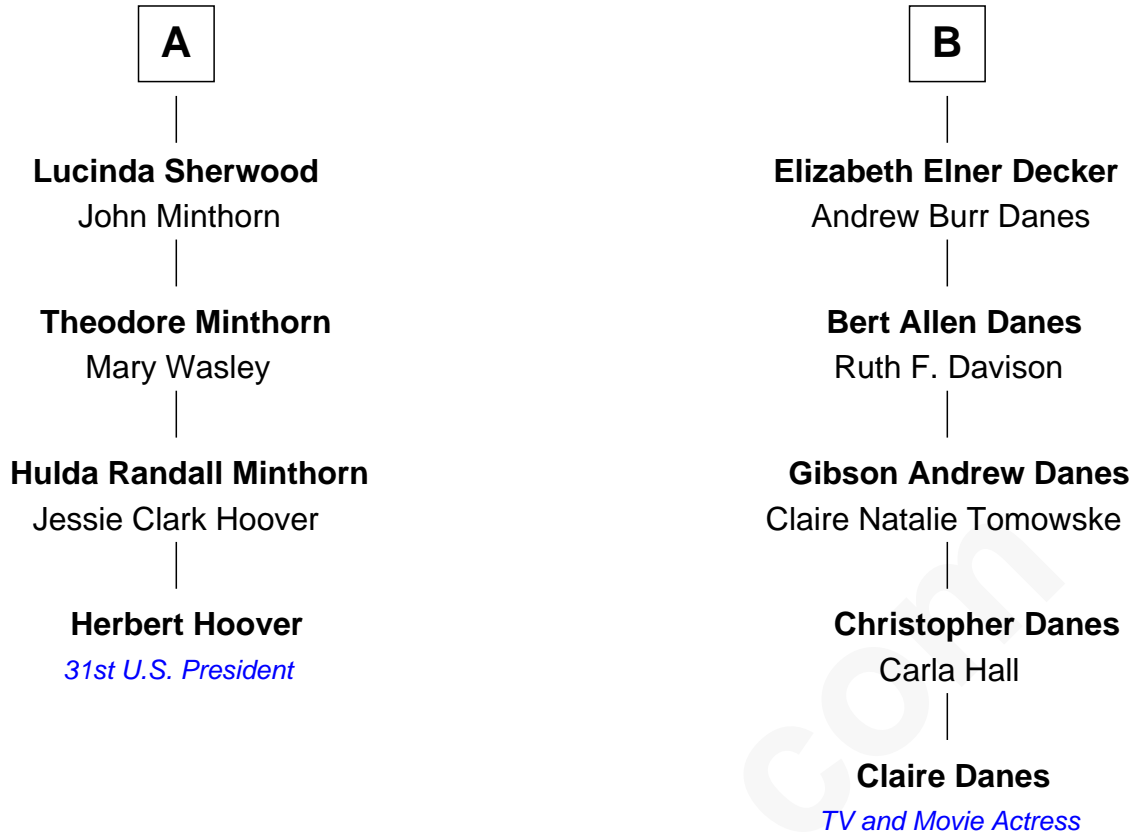 A
Lucinda Sherwood
John Minthorn
Theodore Minthorn
Mary Wasley
Hulda Randall Minthorn
Jessie Clark Hoover
Herbert Hoover
31st U.S. President
B
Elizabeth Elner Decker
Andrew Burr Danes
Bert Allen Danes
Ruth F. Davison
Gibson Andrew Danes
Claire Natalie Tomowske
Christopher Danes
Carla Hall
Claire Danes
TV and Movie Actress
com